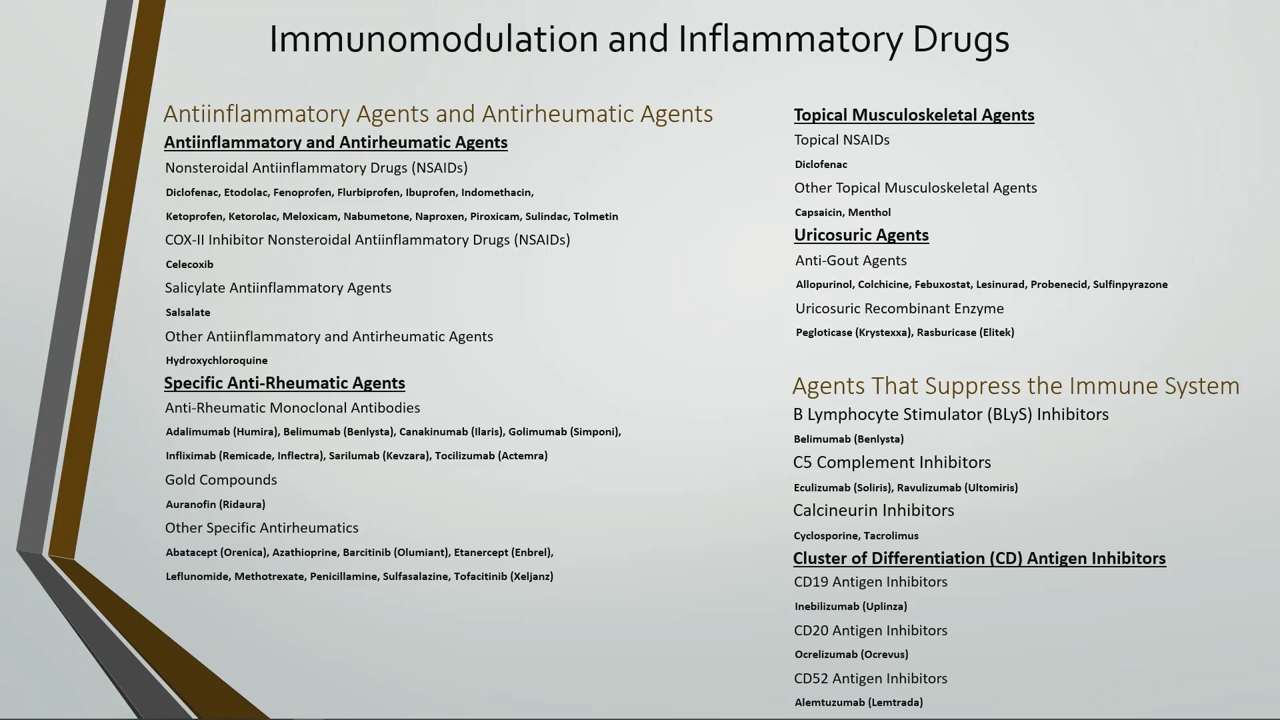 Immunomodulation and Inflammatory Drugs
Antiinflammatory Agents and Antirheumatic Agents
Antiinflammatory and Antirheumatic Agents
Nonsteroidal Antiinflammatory Drugs (NSAIDs)
Diclofenac, Etodolac, Fenoprofen, Flurbiprofen, Ibuprofen, Indomethacin,
Ketoprofen, Ketorolac, Meloxicam, Nabumetone, Naproxen, Piroxicam, Sulindac, Tolmetin
COX-II Inhibitor Nonsteroidal Antiinflammatory Drugs (NSAIDs)
Celecoxib
Salicylate Antiinflammatory Agents
Salsalate
Other Antiinflammatory and Antirheumatic Agents
Hydroxychloroquine
Specific Anti-Rheumatic Agents
Anti-Rheumatic Monoclonal Antibodies
Adalimumab (Humira), Belimumab (Benlysta), Canakinumab (Ilaris), Golimumab (Simponi),
Infliximab (Remicade, Inflectra), Sarilumab (Kevzara), Tocilizumab (Actemra)
Gold Compounds
Auranofin (Ridaura)
Other Specific Antirheumatics
Abatacept (Orenica), Azathioprine, Barcitinib (Olumiant), Etanercept (Enbrel),
Leflunomide, Methotrexate, Penicillamine, Sulfasalazine, Tofacitinib (Xeljanz)
Topical Musculoskeletal Agents
Topical NSAIDs
Diclofenac
Other Topical Musculoskeletal Agents
Capsaicin, Menthol
Uricosuric Agents
Anti-Gout Agents
Allopurinol, Colchicine, Febuxostat, Lesinurad, Probenecid, Sulfinpyrazone
Uricosuric Recombinant Enzyme
Pegloticase (Krystexxa), Rasburicase (Elitek)
Agents That Suppress the Immune System
B Lymphocyte Stimulator (BLyS) Inhibitors
Belimumab (Benlysta)
C5 Complement Inhibitors
Eculizumab (Soliris), Ravulizumab (Ultomiris)
Calcineurin Inhibitors
Cyclosporine, Tacrolimus
Cluster of Differentiation (CD) Antigen Inhibitors
CD19 Antigen Inhibitors
Inebilizumab (Uplinza)
CD20 Antigen Inhibitors
Ocrelizumab (Ocrevus)
CD52 Antigen Inhibitors
Alemtuzumab (Lemtrada)